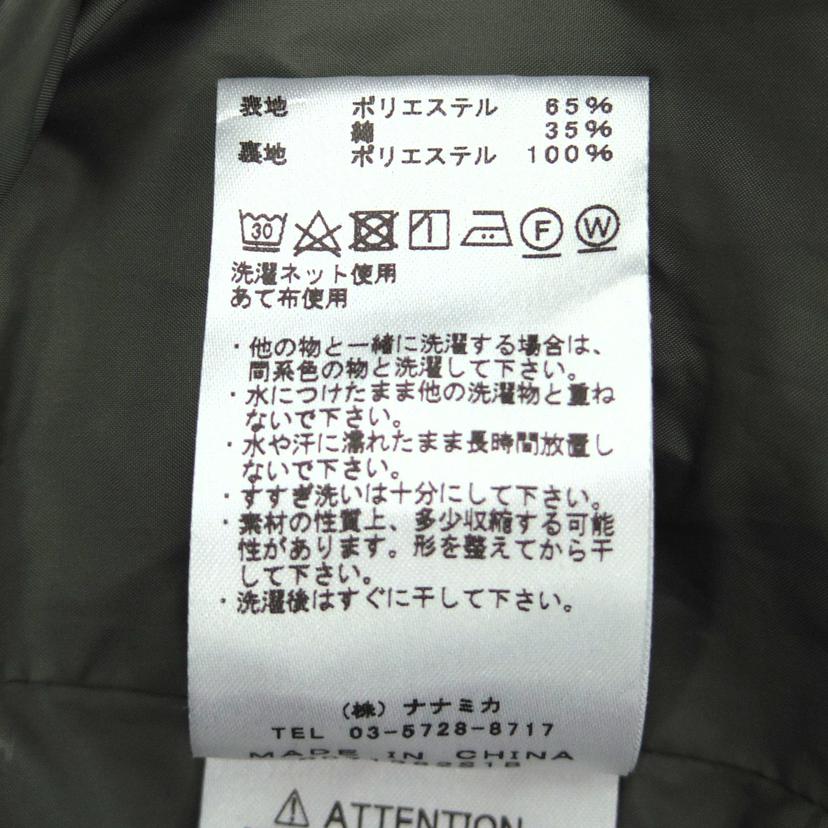 表地 ポリエステル 65%
綿 35%
裏地 ポリエステル 100%
30 F W
洗濯ネット使用
あて布使用
・他の物と一緒に洗濯する場合は、
同系色の物と洗濯して下さい。
・水につけたまま他の洗濯物と重ね
ないで下さい。
・水や汗に濡れたまま長時間放置し
ないで下さい。
・すすぎ洗いは十分にして下さい。
・素材の性質上、多少収縮する可能
性があります。形を整えてから干
して下さい。
・洗濯後はすぐに干して下さい。
(株)ナナミカ
TEL 03-5728-8717
MADE IN CHINA
ATTENTION